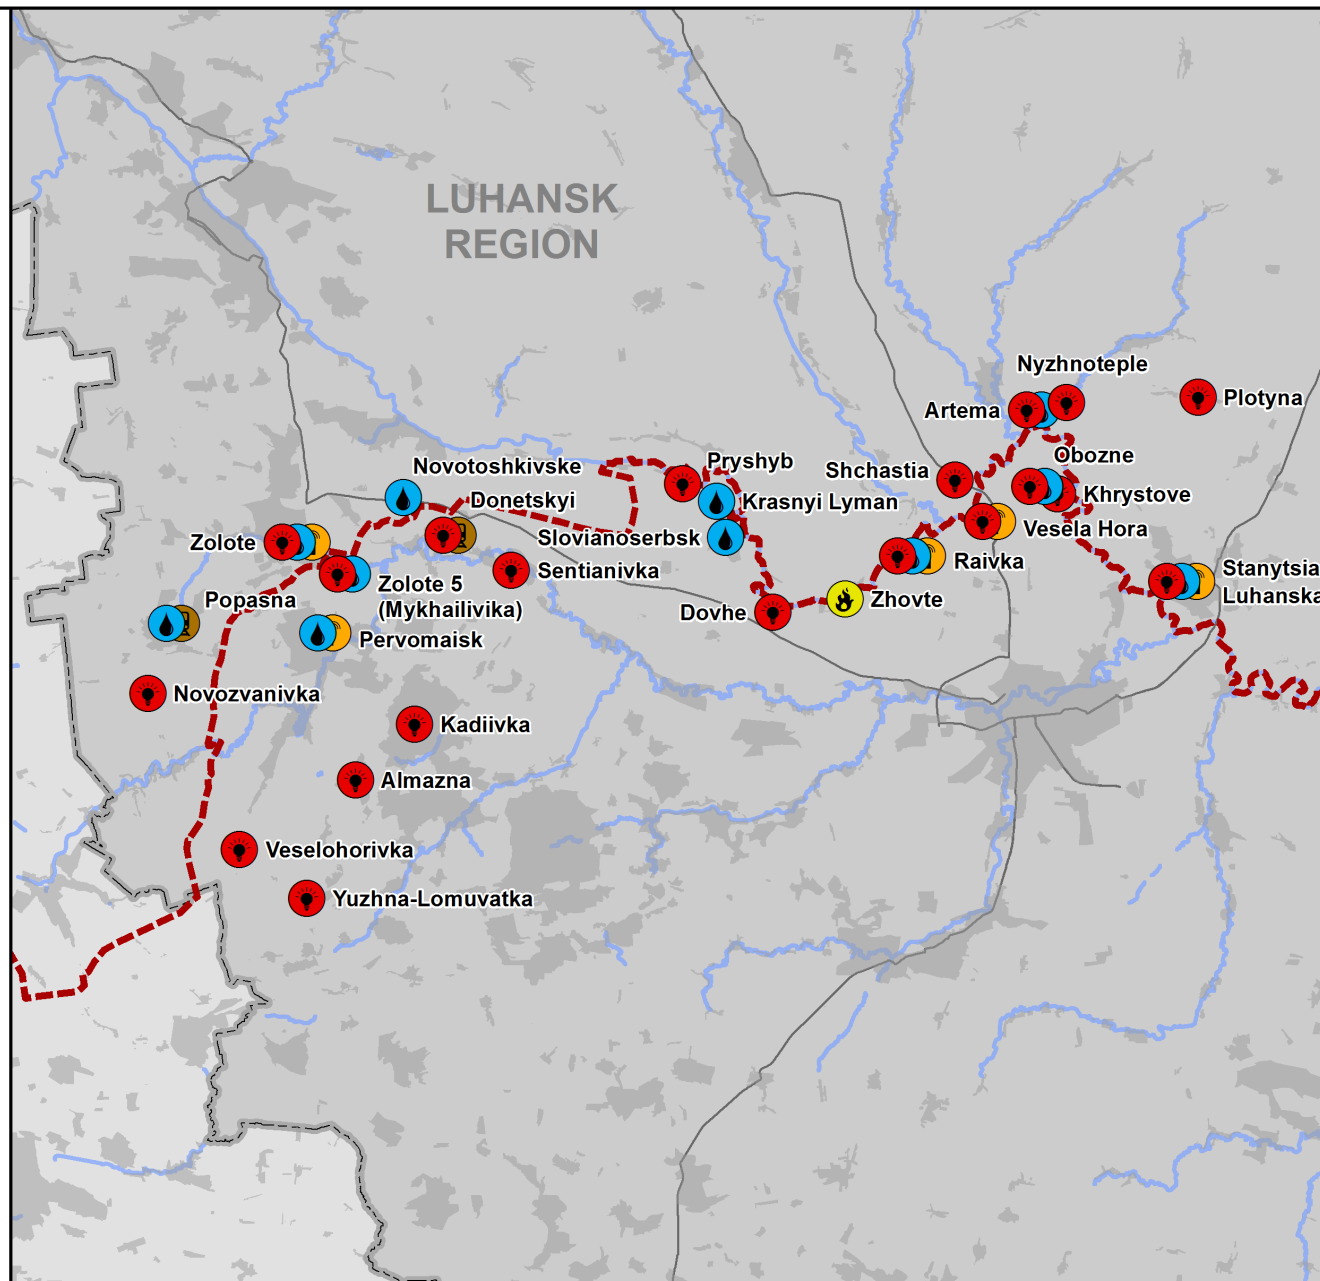 LUHANSK
REGION
Nyzhnoteple
Plotyna
Artema
Obozne
Pryshyb
Novotoshkivske
Shchastia
Khrystove
Donetskyi
Krasnyi Lyman
Vesela Hora
Zolote
Slovianoserbsk
Raivka
Sentianivka
Stanytsia
Luhanska
Zolote 5
(Mykhailivika)
Popasna
Zhovte
Dovhe
Pervomaisk
Novozvanivka
Kadiivka
Almazna
Veselohorivka
Yuzhna-Lomuvatka